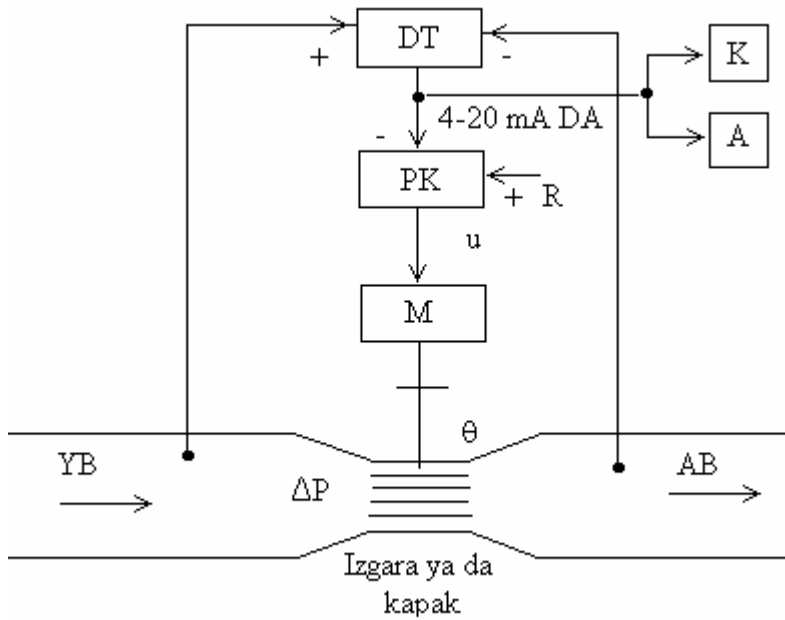 DT
+
-
K
4-20 mA DA
A
-
PK
+ R
u
M
θ
YB
ΔP
AB
Izgara ya da
kapak